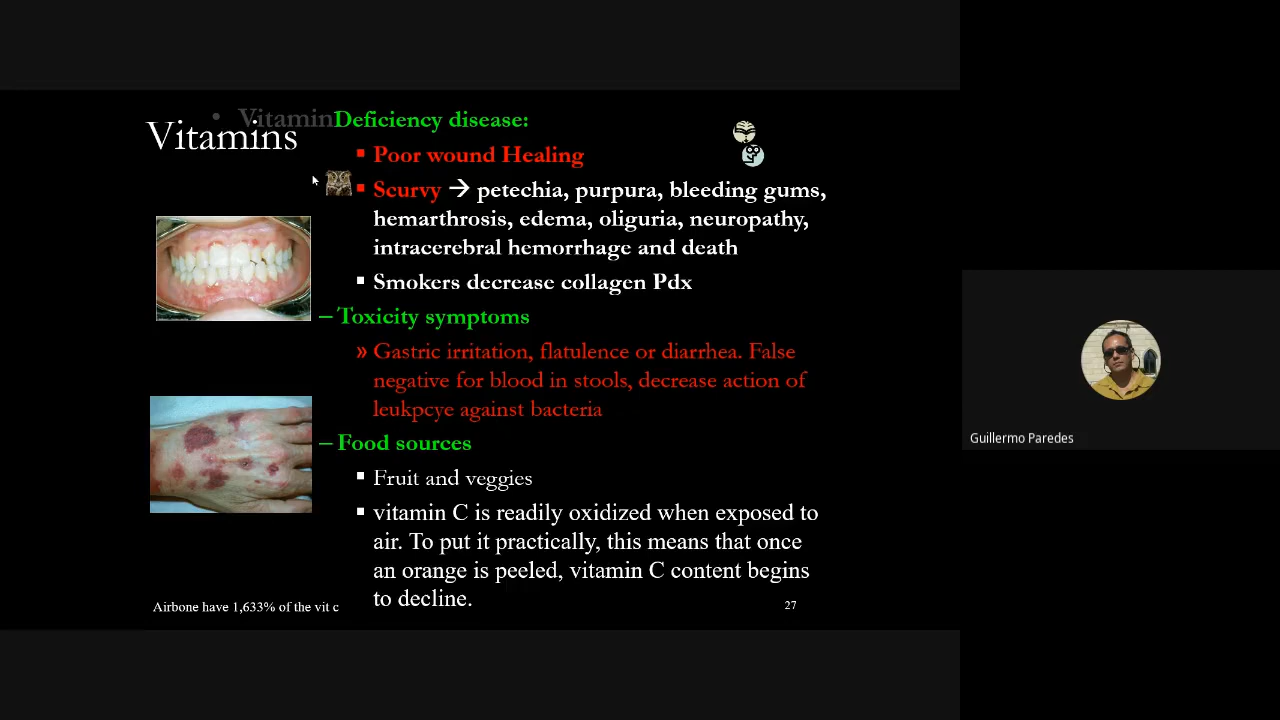 • Vitamin
Vitamins
Deficiency disease:
▪ Poor wound Healing
▪ Scurvy → petechia, purpura, bleeding gums,
hemarthrosis, edema, oliguria, neuropathy,
intracerebral hemorrhage and death
▪ Smokers decrease collagen Pdx
– Toxicity symptoms
» Gastric irritation, flatulence or diarrhea. False
negative for blood in stools, decrease action of
leukpcye against bacteria
– Food sources
▪ Fruit and veggies
▪ vitamin C is readily oxidized when exposed to
air. To put it practically, this means that once
an orange is peeled, vitamin C content begins
to decline.
Airbone have 1,633% of the vit c
27
Guillermo Paredes